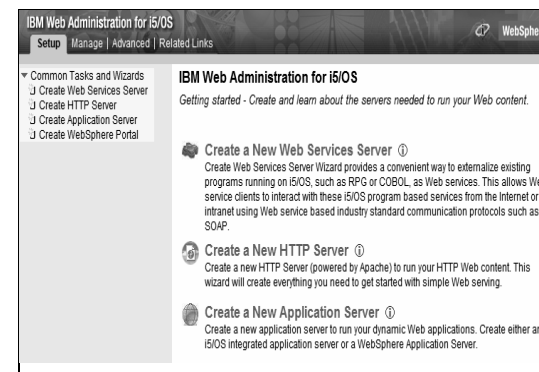 IBM Web Administration for i5/OS
WebSphe
Setup Manage | Advanced | Related Links
Common Tasks and Wizards
Create Web Services Server
Create HTTP Server
Create Application Server
Create WebSphere Portal
IBM Web Administration for i5/OS
Getting started - Create and learn about the servers needed to run your Web content.
Create a New Web Services Server
Create Web Services Server Wizard provides a convenient way to externalize existing
programs running on i5/OS, such as RPG or COBOL, as Web services. This allows We
service clients to interact with these i5/OS program based services from the Internet or
intranet using Web service based industry standard communication protocols such as
SOAP.
Create a New HTTP Server
Create a new HTTP Server (powered by Apache) to run your HTTP Web content. This
wizard will create everything you need to get started with simple Web serving.
Create a New Application Server
Create a new application server to run your dynamic Web applications. Create either an
i5/OS integrated application server or a WebSphere Application Server.